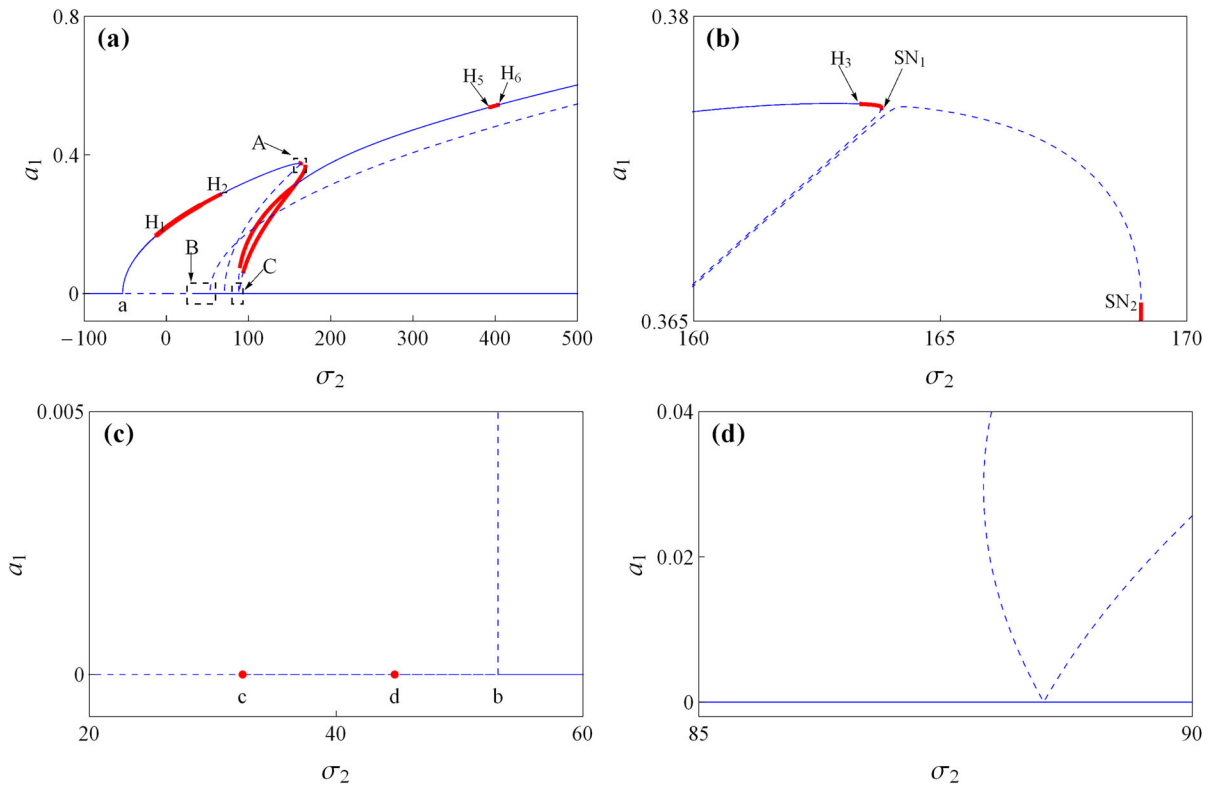 (a)
0.8
0.4
0
a₁
H₁
H₂
A
H₅
H₆
B
C
a
−100
0
100
200
300
400
500
σ₂
(b)
0.38
0.365
a₁
H₃
SN₁
SN₂
160
165
170
σ₂
(c)
0.005
0
a₁
c
d
b
20
40
60
σ₂
(d)
0.04
0.02
0
a₁
85
90
σ₂